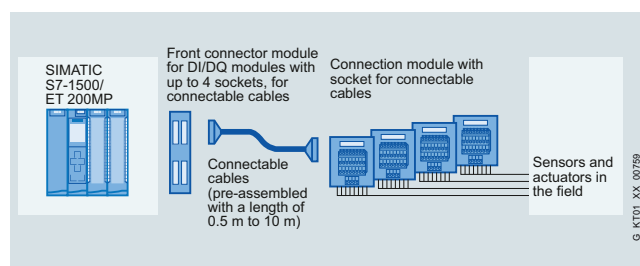 SIMATIC
S7-1500/
ET 200MP
Front connector module
for DI/DQ modules with
up to 4 sockets, for
connectable cables
Connectable
cables
(pre-assembled
with a length of
0.5 m to 10 m)
Connection module with
socket for connectable
cables
Sensors and
actuators in
the field
G_KT01_XX_00759